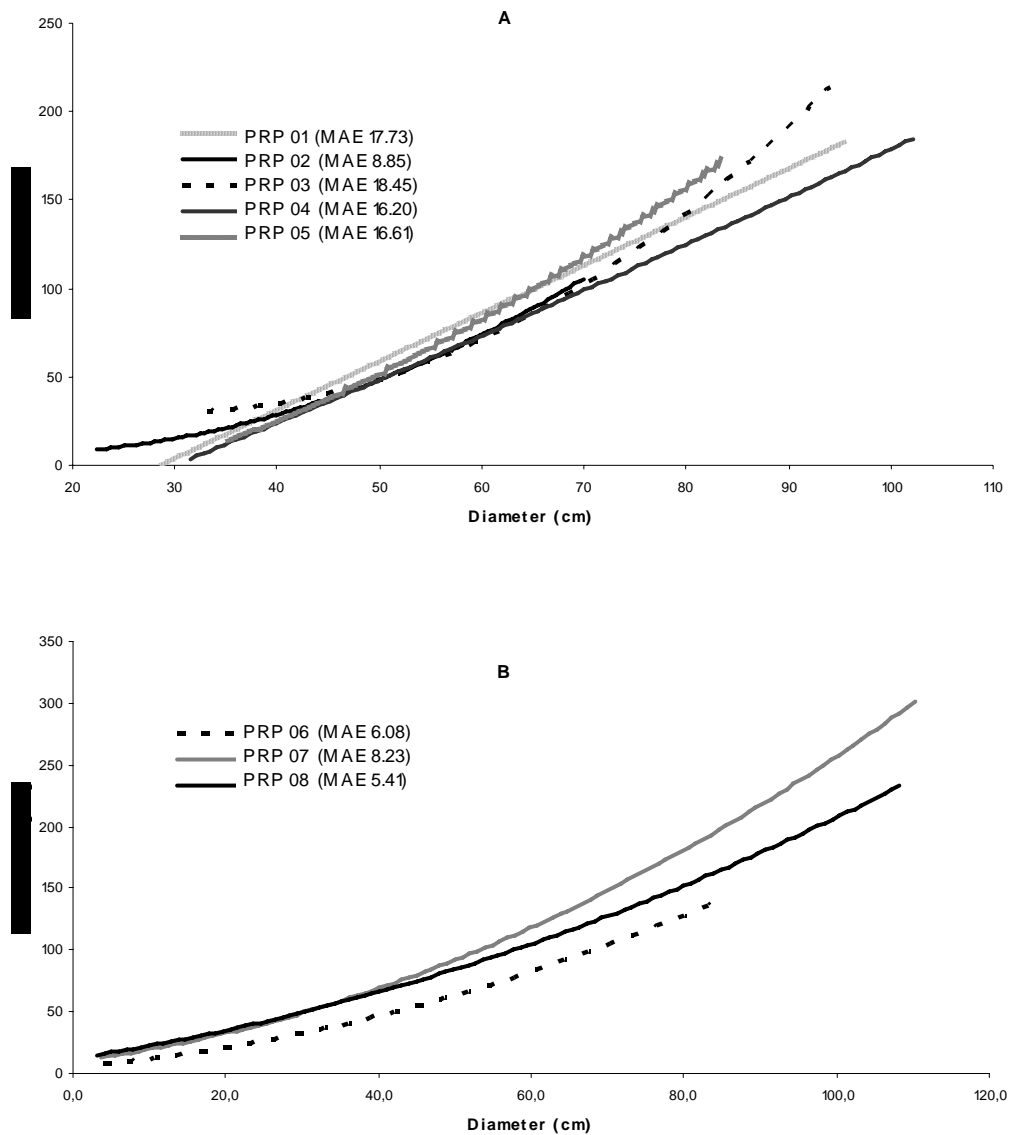 A
250
200
150
100
50
0
PRP 01 (MAE 17.73)
PRP 02 (MAE 8.85)
PRP 03 (MAE 18.45)
PRP 04 (MAE 16.20)
PRP 05 (MAE 16.61)
20 30 40 50 60 70 80 90 100 110
Diameter (cm)
350
B
300
250
200
150
100
50
0
PRP 06 (MAE 6.08)
PRP 07 (MAE 8.23)
PRP 08 (MAE 5.41)
0,0 20,0 40,0 60,0 80,0 100,0 120,0
Diameter (cm)